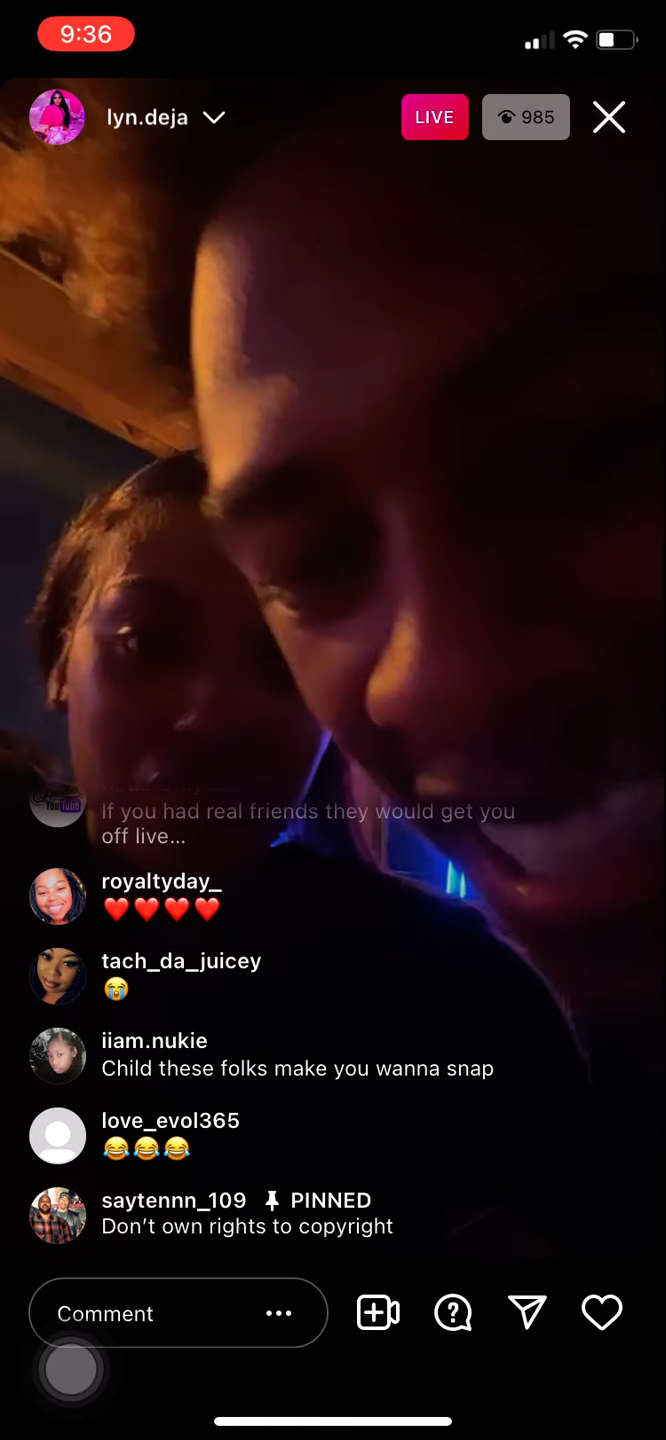 9:36
lyn.deja
LIVE
985
YouTube
If you had real friends they would get you
off live...
royaltyday_
❤️❤️❤️❤️
tach_da_juicey
😭
iiam.nukie
Child these folks make you wanna snap
love_evol365
😂😂😂
saytennn_109 PINNED
Don't own rights to copyright
Comment